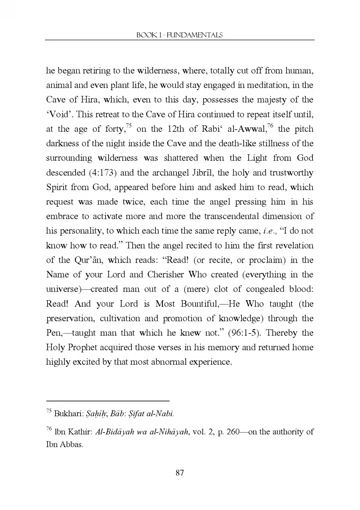 BOOK 1 · FUNDAMENTALS
he began retiring to the wilderness, where, totally cut off from human,
animal and even plant life, he would stay engaged in meditation, in the
Cave of Hira, which, even to this day, possesses the majesty of the
‘Void’. This retreat to the Cave of Hira continued to repeat itself until,
at the age of forty,⁷⁵ on the 12th of Rabi‘ al-Awwal,⁷⁶ the pitch
darkness of the night inside the Cave and the death-like stillness of the
surrounding wilderness was shattered when the Light from God
descended (4:173) and the archangel Jibrīl, the holy and trustworthy
Spirit from God, appeared before him and asked him to read, which
request was made twice, each time the angel pressing him in his
embrace to activate more and more the transcendental dimension of
his personality, to which each time the same reply came, i.e., “I do not
know how to read.” Then the angel recited to him the first revelation
of the Qur’ān, which reads: “Read! (or recite, or proclaim) in the
Name of your Lord and Cherisher Who created (everything in the
universe)—created man out of a (mere) clot of congealed blood:
Read! And your Lord is Most Bountiful,—He Who taught (the
preservation, cultivation and promotion of knowledge) through the
Pen,—taught man that which he knew not.” (96:1-5). Thereby the
Holy Prophet acquired those verses in his memory and returned home
highly excited by that most abnormal experience.
⁷⁵ Bukhari: Ṣaḥīḥ, Bāb: Ṣifat al-Nabi.
⁷⁶ Ibn Kathir: Al-Bidāyah wa al-Nihāyah, vol. 2, p. 260—on the authority of
Ibn Abbas.
87